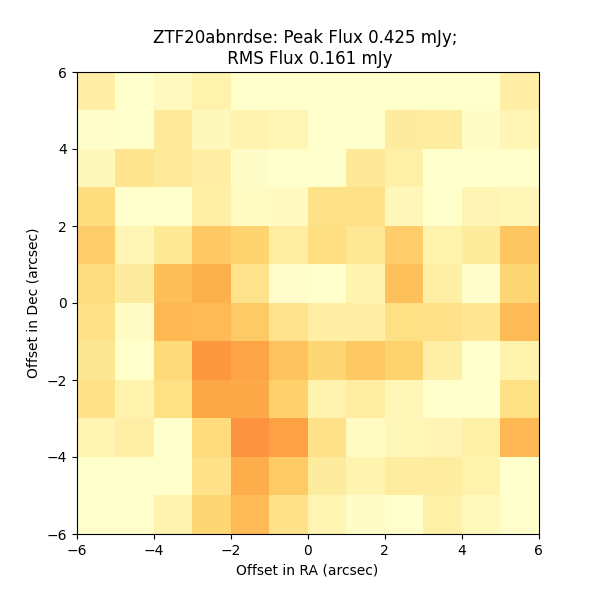 ZTF20abnrdse: Peak Flux 0.425 mJy;
RMS Flux 0.161 mJy
6
4
2
0
−2
−4
−6
Offset in Dec (arcsec)
−6 −4 −2 0 2 4 6
Offset in RA (arcsec)